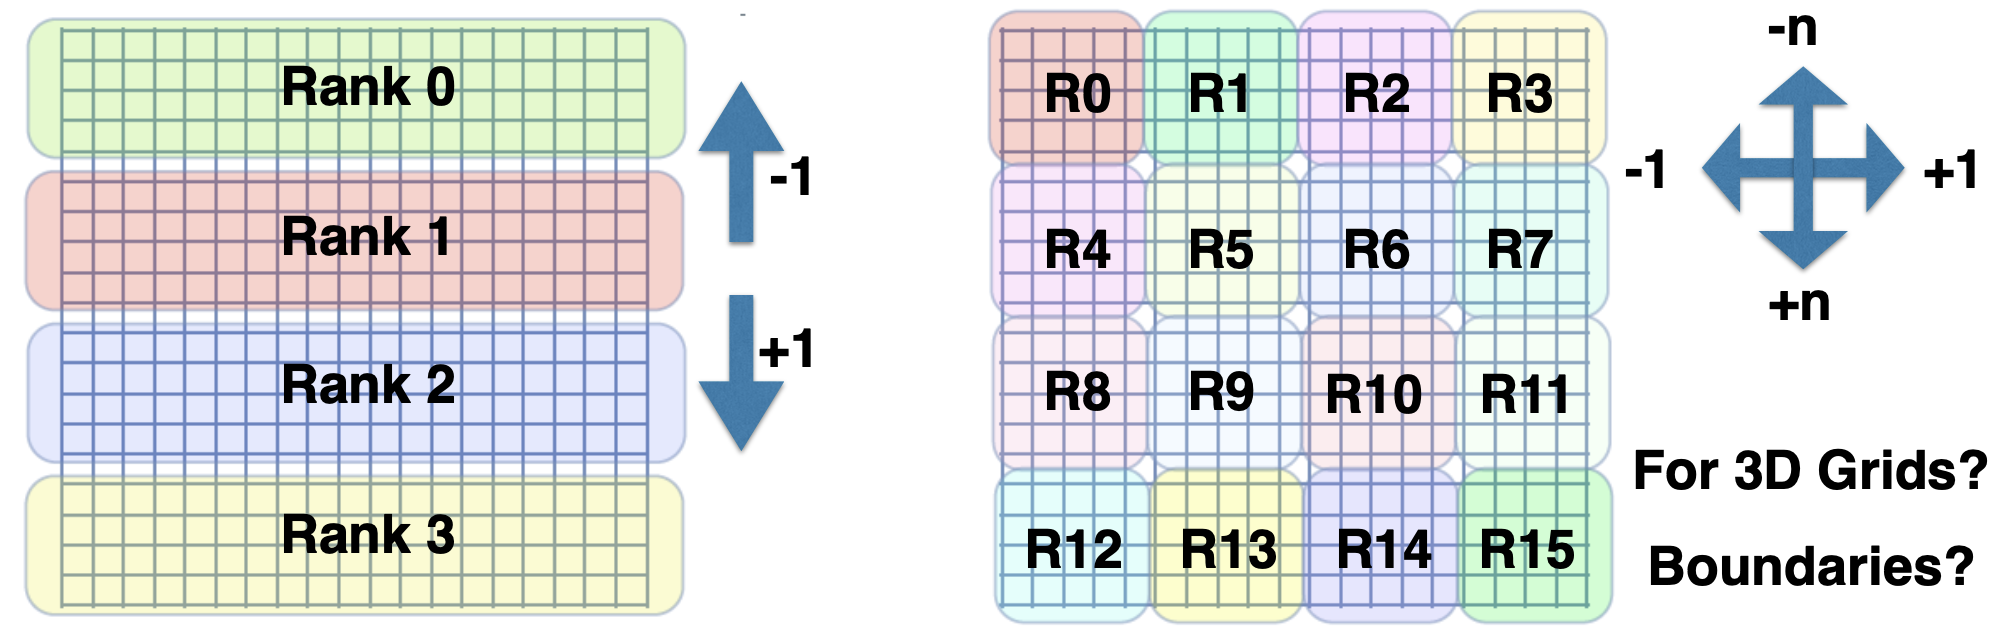 Rank 0
Rank 1
Rank 2
Rank 3
-1
+1
R0 R1 R2 R3
R4 R5 R6 R7
R8 R9 R10 R11
R12 R13 R14 R15
-n
-1 +1
+n
For 3D Grids?
Boundaries?